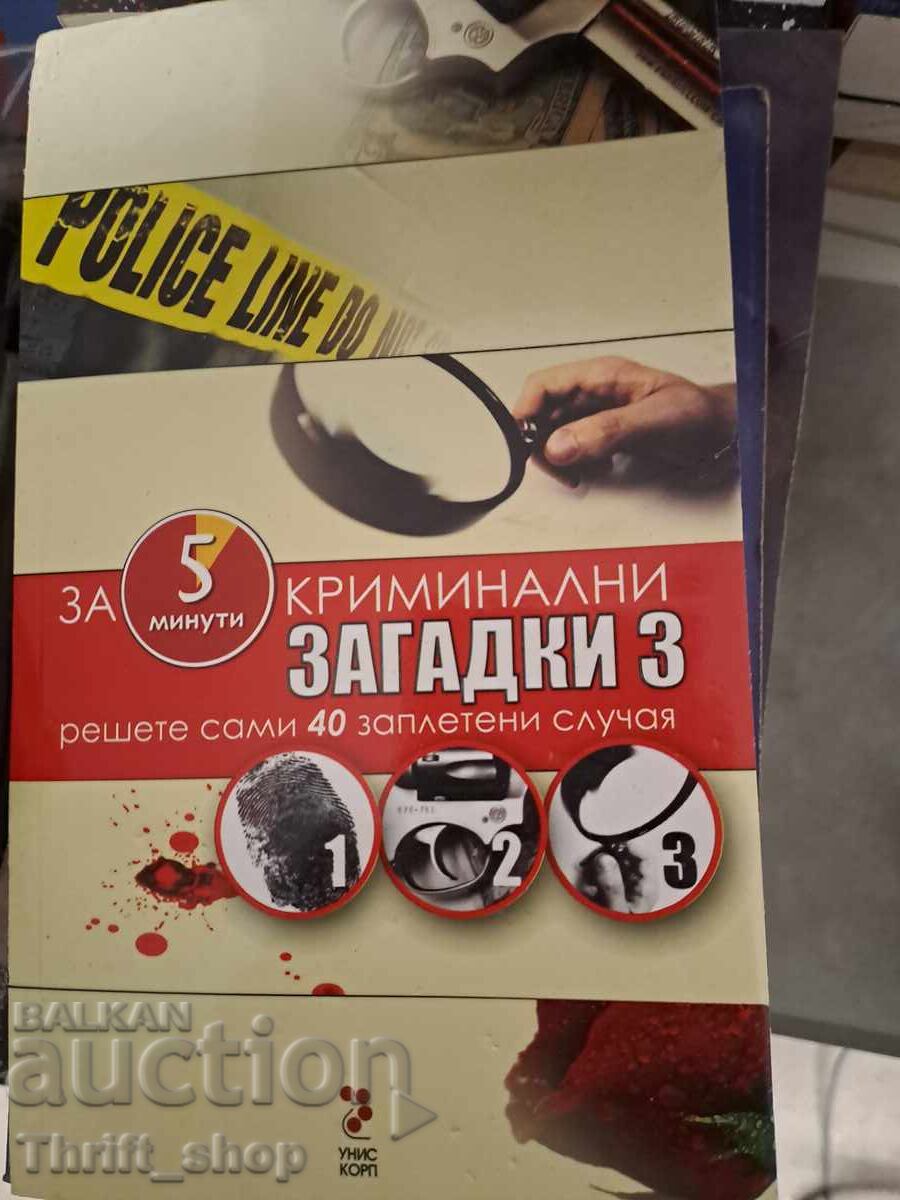 POLICE LINE DO NOT
ЗА 5 МИНУТИ
КРИМИНАЛНИ
ЗАГАДКИ 3
решете сами 40 заплетени случая
1 2 3
BALKAN
auction
Thrift_shop
УНИС
КОРП